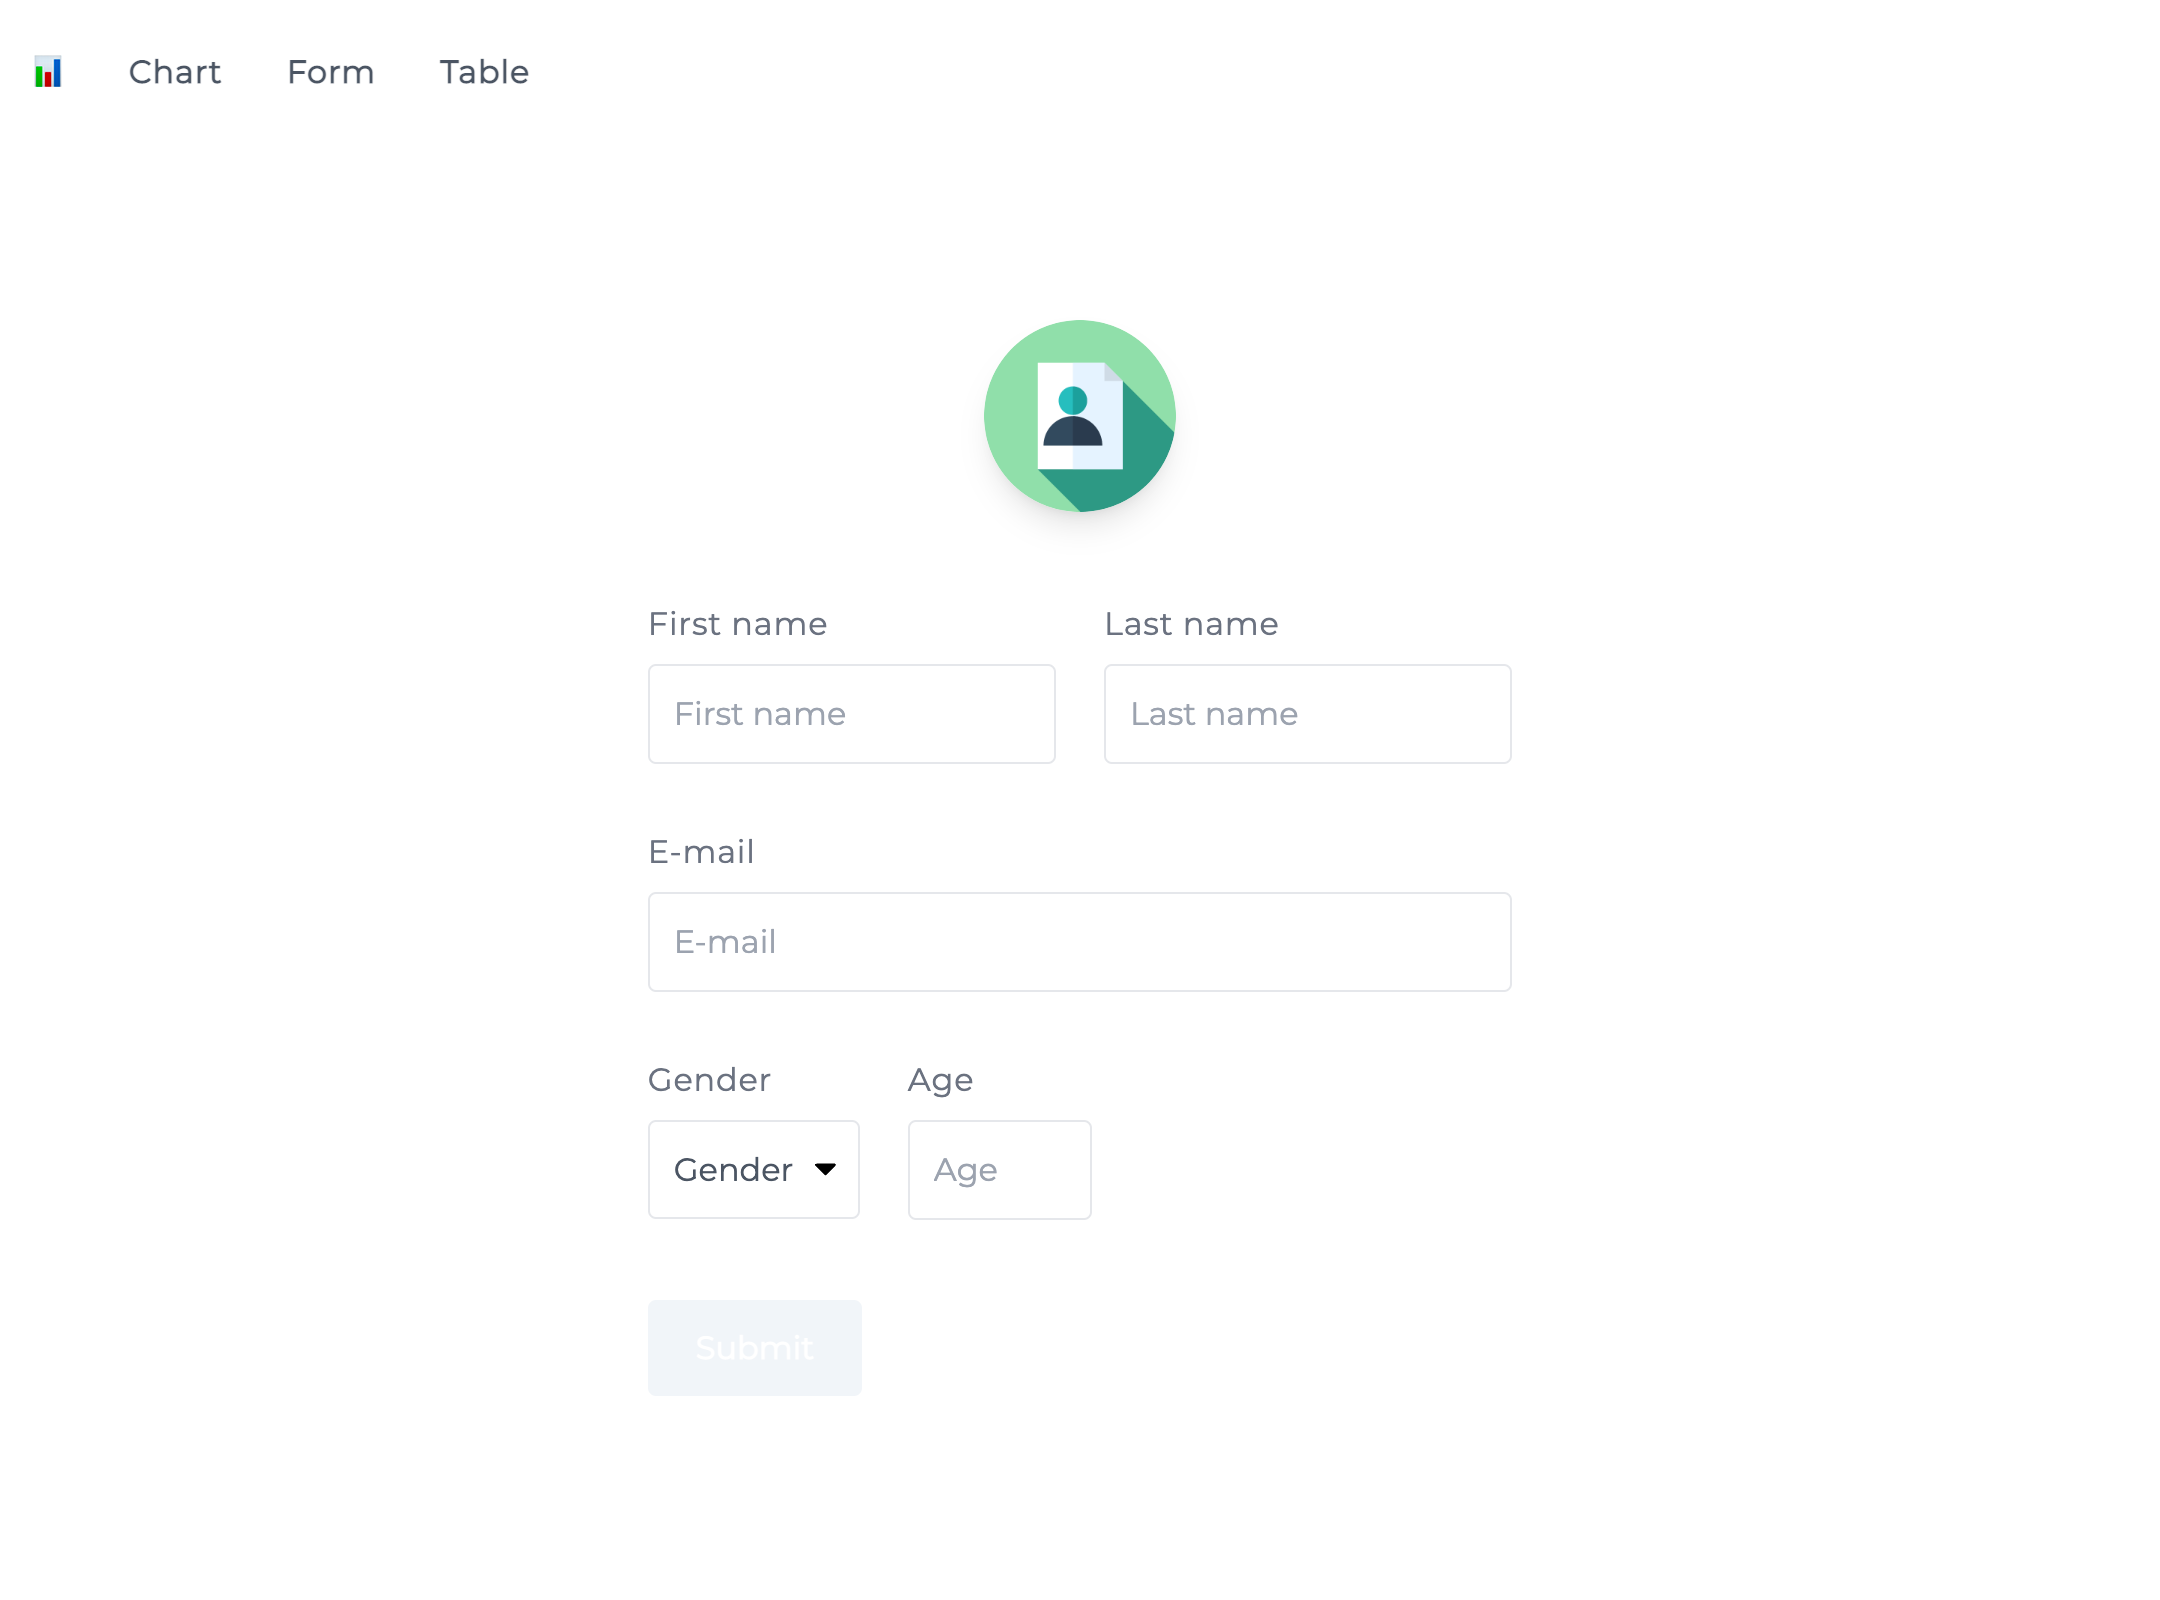 Chart Form Table
First name Last name
First name Last name
E-mail
E-mail
Gender Age
Gender Age
Submit